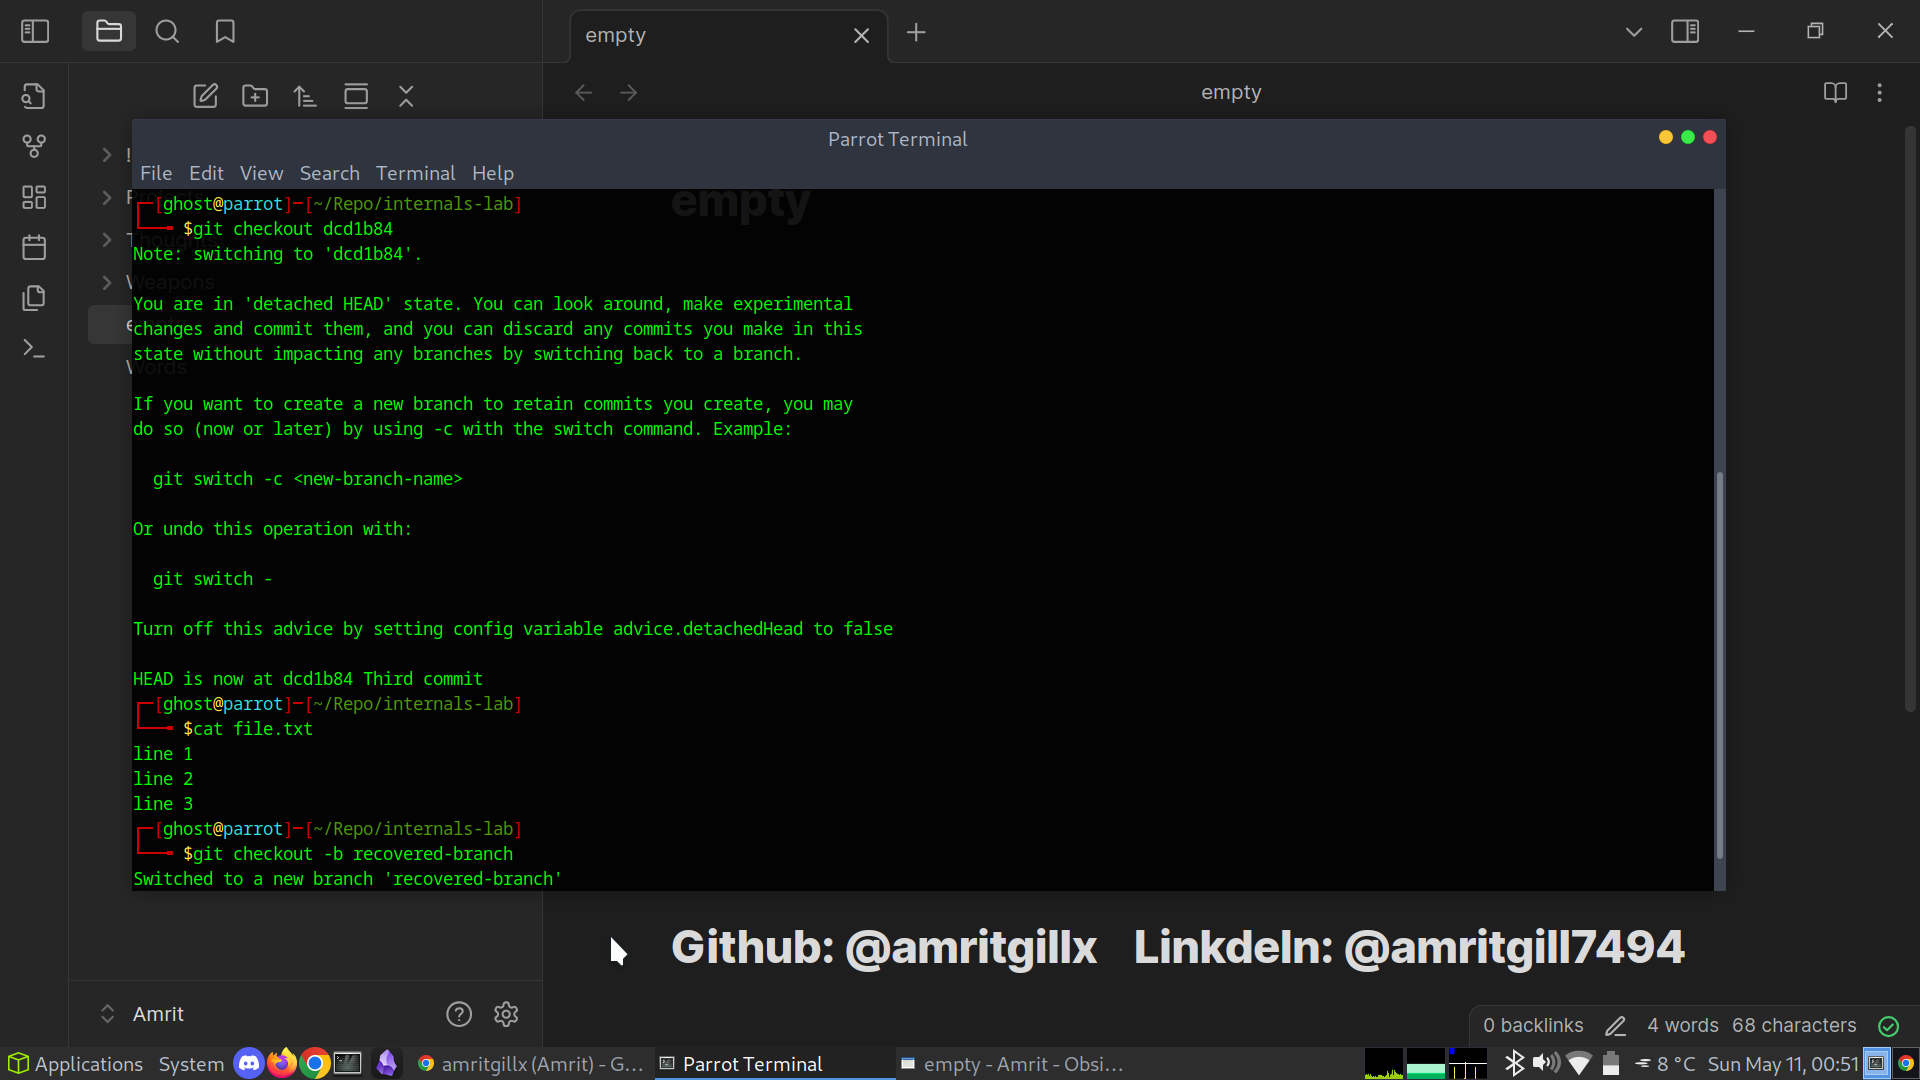 empty
empty
Parrot Terminal
File Edit View Search Terminal Help
empty
[ghost@parrot]─[~/Repo/internals-lab]
$git checkout dcd1b84
Note: switching to 'dcd1b84'.
You are in 'detached HEAD' state. You can look around, make experimental
changes and commit them, and you can discard any commits you make in this
state without impacting any branches by switching back to a branch.
If you want to create a new branch to retain commits you create, you may
do so (now or later) by using -c with the switch command. Example:
git switch -c <new-branch-name>
Or undo this operation with:
git switch -
Turn off this advice by setting config variable advice.detachedHead to false
HEAD is now at dcd1b84 Third commit
[ghost@parrot]─[~/Repo/internals-lab]
$cat file.txt
line 1
line 2
line 3
[ghost@parrot]─[~/Repo/internals-lab]
$git checkout -b recovered-branch
Switched to a new branch 'recovered-branch'
!
Projects
Thoughts
Weapons
Words
Github: @amritgillx Linkdeln: @amritgill7494
Amrit
0 backlinks 4 words 68 characters
Applications System amritgillx (Amrit) - G... Parrot Terminal empty - Amrit - Obsi... 8 °C Sun May 11, 00:51